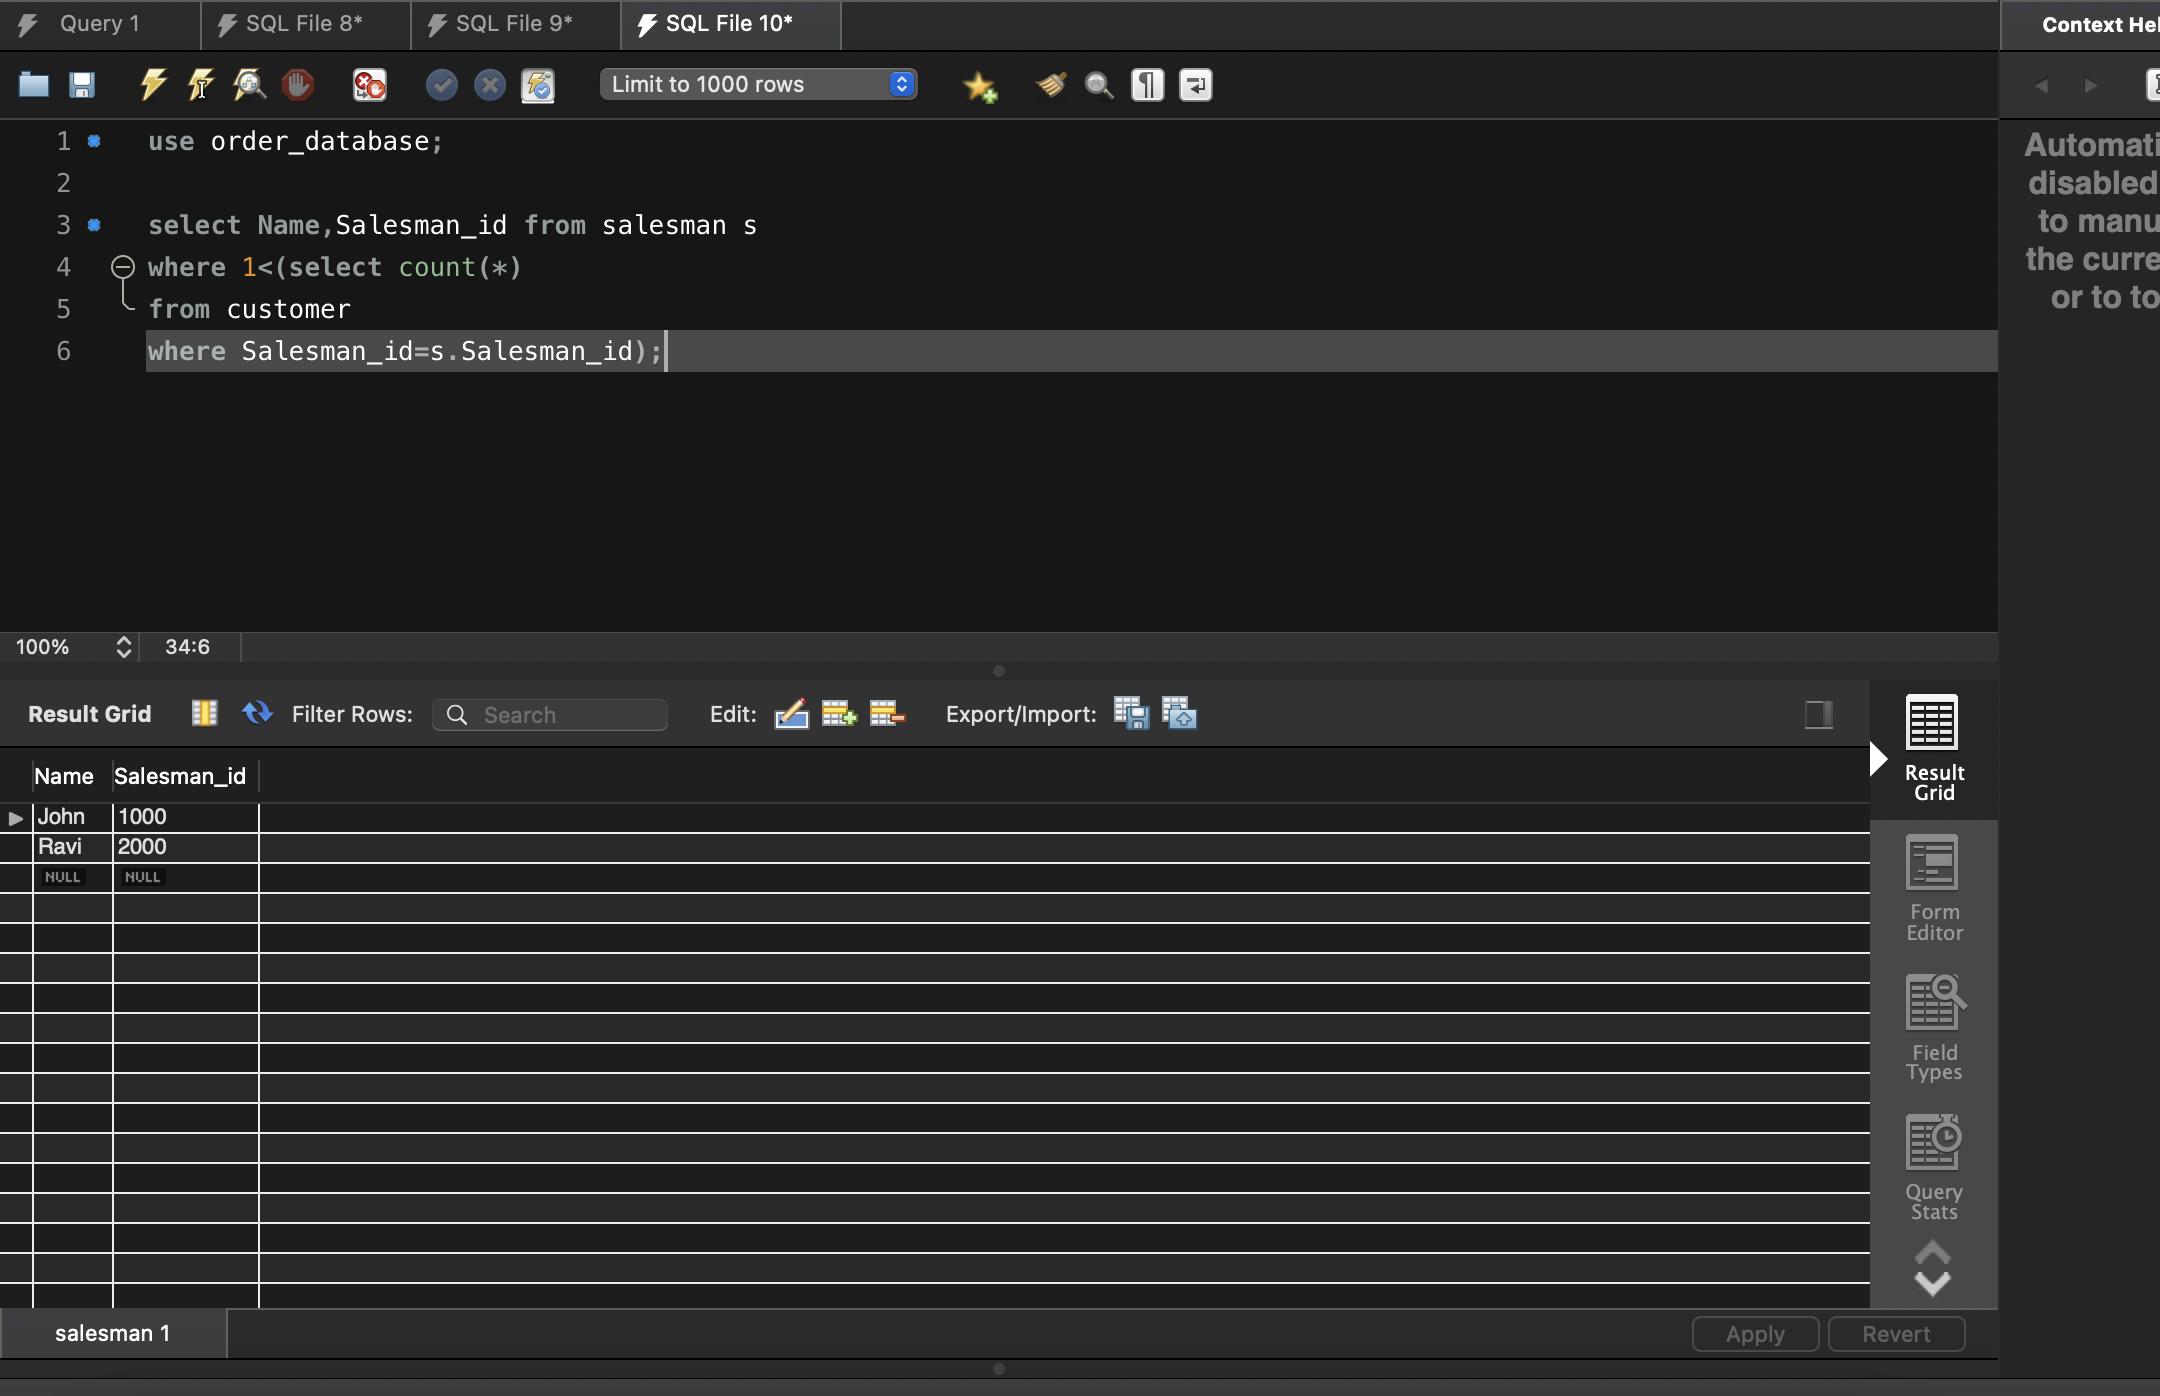 Query 1
SQL File 8*
SQL File 9*
SQL File 10*
Context Hel
Limit to 1000 rows
1 use order_database;
2
3 select Name,Salesman_id from salesman s
4 where 1<(select count(*)
5 from customer
6 where Salesman_id=s.Salesman_id);
Automati
disabled
to manu
the curre
or to to
100%
34:6
Result Grid
Filter Rows:
Search
Edit:
Export/Import:
Name Salesman_id
John 1000
Ravi 2000
NULL NULL
Result
Grid
Form
Editor
Field
Types
Query
Stats
salesman 1
Apply
Revert